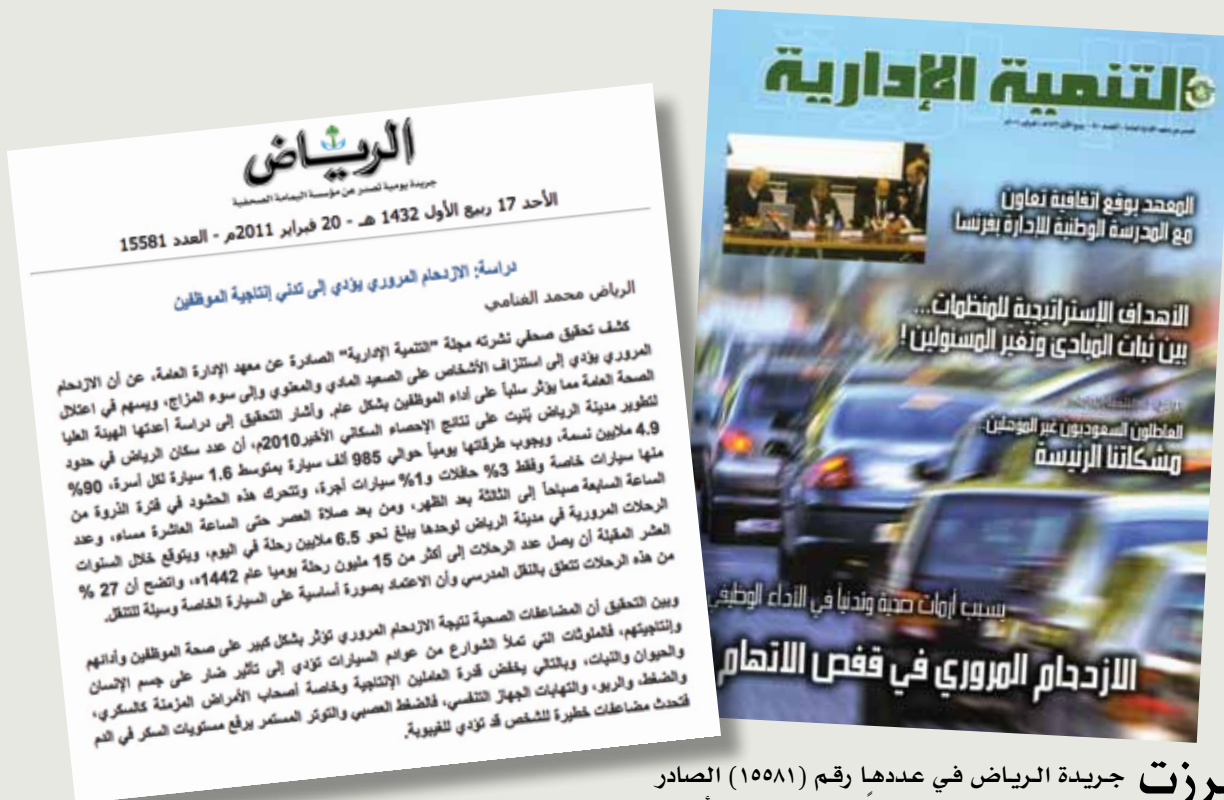 الرياض
جريدة يومية تصدر عن مؤسسة اليمامة الصحفية
الأحد 17 ربيع الأول 1432 هـ - 20 فبراير 2011م - العدد 15581
دراسة: الازدحام المروري يؤدي إلى تدني إنتاجية الموظفين
الرياض محمد الغنامي
كشف تحقيق صحفي نشرته مجلة "التنمية الإدارية" الصادرة عن معهد الإدارة العامة، عن أن الازدحام
المروري يؤدي إلى استنزاف الأشخاص على الصعيد المادي والمعنوي وإلى سوء المزاج، ويسهم في اعتلال
الصحة العامة مما يؤثر سلباً على أداء الموظفين بشكل عام. وأشار التحقيق إلى دراسة أعدتها الهيئة العليا
لتطوير مدينة الرياض بُنيت على نتائج الإحصاء السكاني الأخير2010م، أن عدد سكان الرياض في حدود
4.9 ملايين نسمة، ويجوب طرقاتها يومياً حوالي 985 ألف سيارة بمتوسط 1.6 سيارة لكل أسرة، 90%
منها سيارات خاصة وفقط 3% حافلات و1% سيارات أجرة، وتتحرك هذه الحشود في فترة الذروة من
الساعة السابعة صباحاً إلى الثالثة بعد الظهر، ومن بعد صلاة العصر حتى الساعة العاشرة مساء، وعدد
الرحلات المرورية في مدينة الرياض لوحدها يبلغ نحو 6.5 ملايين رحلة في اليوم، ويتوقع خلال السنوات
العشر المقبلة أن يصل عدد الرحلات إلى أكثر من 15 مليون رحلة يوميا عام 1442ه، واتضح أن 27 %
من هذه الرحلات تتعلق بالنقل المدرسي وأن الاعتماد بصورة أساسية على السيارة الخاصة وسيلة للتنقل.
وبين التحقيق أن المضاعفات الصحية نتيجة الازدحام المروري تؤثر بشكل كبير على صحة الموظفين وأدائهم
وإنتاجيتهم، فالملوثات التي تملأ الشوارع من عوادم السيارات تؤدي إلى تأثير ضار على جسم الإنسان
والحيوان والنبات، وبالتالي يخفض قدرة العاملين الإنتاجية وخاصة أصحاب الأمراض المزمنة كالسكري،
والضغط، والربو، والتهابات الجهاز التنفسي، فالضغط العصبي والتوتر المستمر يرفع مستويات السكر في الدم
فتحدث مضاعفات خطيرة للشخص قد تؤدي للغيبوبة.
التنمية الإدارية
المعهد يوقع اتفاقية تعاون
مع المدرسة الوطنية للإدارة بفرنسا
الأهداف الإستراتيجية للمنظمات...
بين ثبات المبادئ وتغيّر المسئولين!
العاطلون السعوديون غير المؤهلين..
مشكلتنا الرئيسة
يسبب أزمات صحية وتدنياً في الأداء الوظيفي
الازدحام المروري في قفص الاتهام
جريدة الرياض في عددها رقم (١٥٥٨١) الصادر